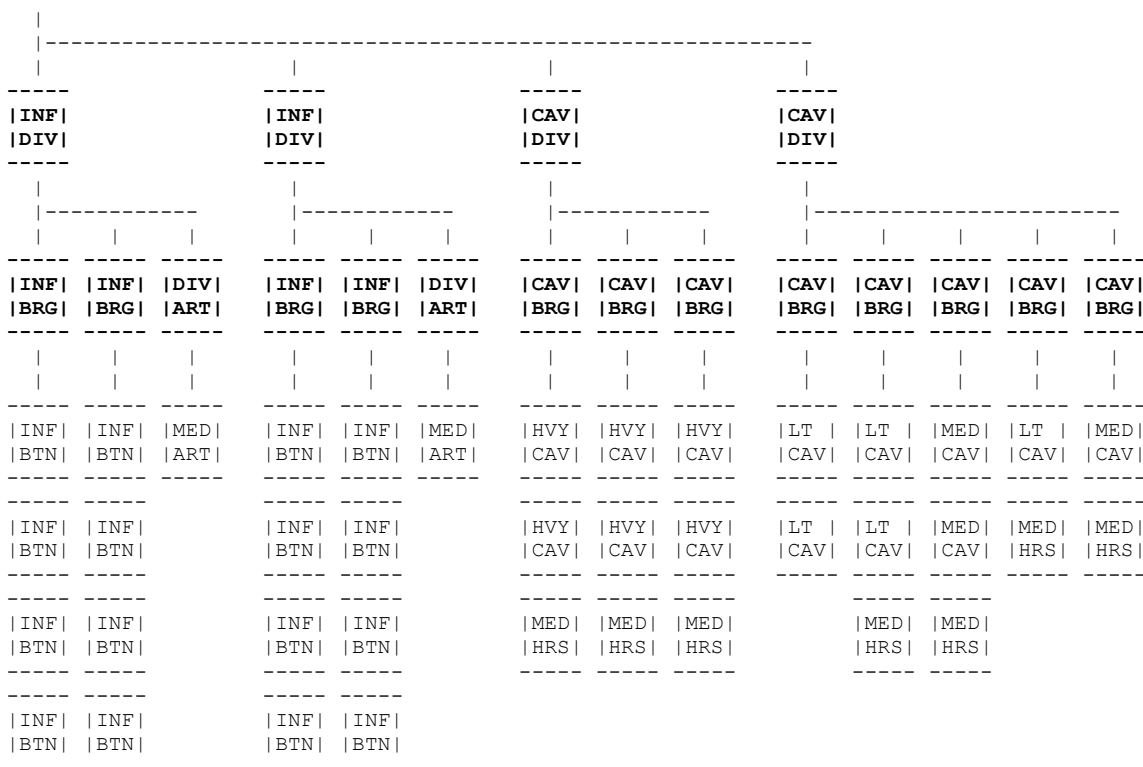 |INF| |INF| |CAV| |CAV|
|DIV| |DIV| |DIV| |DIV|
|INF| |INF| |DIV| |INF| |INF| |DIV| |CAV| |CAV| |CAV| |CAV| |CAV| |CAV| |CAV| |CAV|
|BRG| |BRG| |ART| |BRG| |BRG| |ART| |BRG| |BRG| |BRG| |BRG| |BRG| |BRG| |BRG| |BRG|
|INF| |INF| |MED| |INF| |INF| |MED| |HVY| |HVY| |HVY| |LT | |LT | |MED| |LT | |MED|
|BTN| |BTN| |ART| |BTN| |BTN| |ART| |CAV| |CAV| |CAV| |CAV| |CAV| |CAV| |CAV| |CAV|
|INF| |INF| |INF| |INF| |HVY| |HVY| |HVY| |LT | |LT | |MED| |MED| |MED|
|BTN| |BTN| |BTN| |BTN| |CAV| |CAV| |CAV| |CAV| |CAV| |CAV| |HRS| |HRS|
|INF| |INF| |INF| |INF| |MED| |MED| |MED| |MED| |MED|
|BTN| |BTN| |BTN| |BTN| |HRS| |HRS| |HRS| |HRS| |HRS|
|INF| |INF| |INF| |INF|
|BTN| |BTN| |BTN| |BTN|